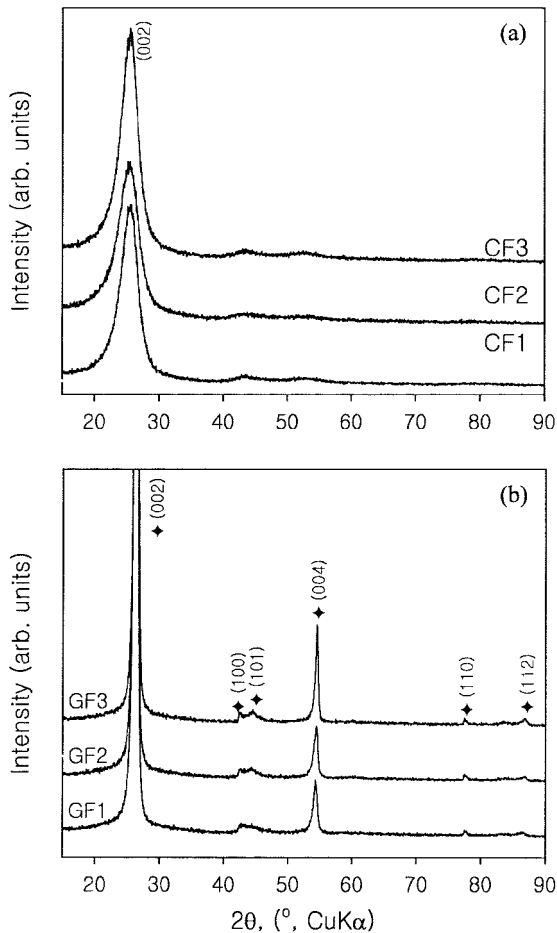 (a)
(002)
Intensity (arb. units)
CF3
CF2
CF1
20 30 40 50 60 70 80 90
(b)
(002)
(004)
(100)
(101)
(110)
(112)
Intensity (arb. units)
GF3
GF2
GF1
20 30 40 50 60 70 80 90
2θ, (°, CuKα)